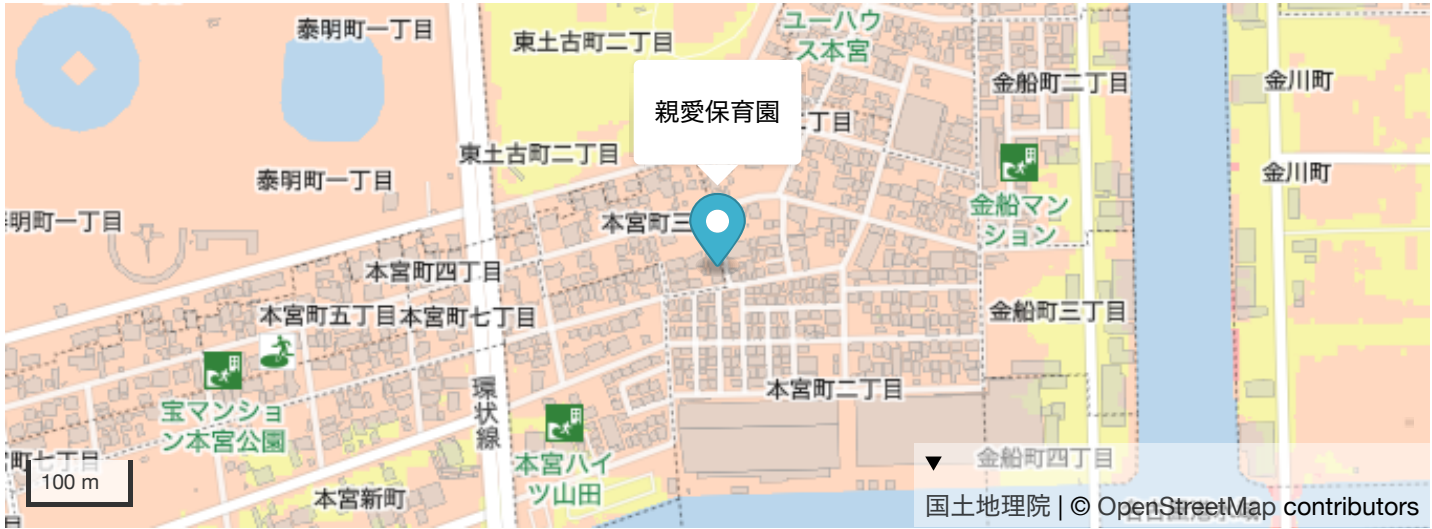 泰明町一丁目
東土古町二丁目
ユーハウ
ス本宮
金船町二丁目
金川町
親愛保育園
丁目
東土古町二丁目
泰明町一丁目
金川町
明町一丁目
本宮町三
金船マン
ション
本宮町四丁目
本宮町五丁目
本宮町七丁目
金船町三丁目
本宮町二丁目
環状線
宝マンショ
ン本宮公園
本宮ハイ
ツ山田
町七丁目
金船町四丁目
100 m
本宮新町
▼
国土地理院 | © OpenStreetMap contributors